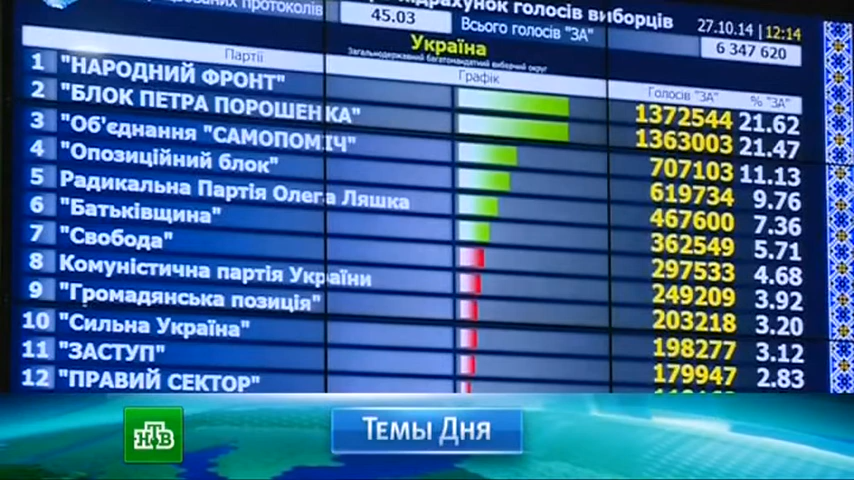 протоколів
45.03
підрахунок голосів виборців
Всього голосів "ЗА"
27.10.14 | 12:14
6 347 620
Україна
Загальнодержавний багатомандатний виборчий округ
Партії
Графік
Голосів "ЗА"
% "ЗА"
1 "НАРОДНИЙ ФРОНТ" 1372544 21.62
2 "БЛОК ПЕТРА ПОРОШЕНКА" 1363003 21.47
3 "Об'єднання "САМОПОМІЧ" 707103 11.13
4 "Опозиційний блок" 619734 9.76
5 Радикальна Партія Олега Ляшка 467600 7.36
6 "Батьківщина" 362549 5.71
7 "Свобода" 297533 4.68
8 Комуністична партія України 249209 3.92
9 "Громадянська позиція" 203218 3.20
10 "Сильна Україна" 198277 3.12
11 "ЗАСТУП" 179947 2.83
12 "ПРАВИЙ СЕКТОР"
НТВ
Темы Дня